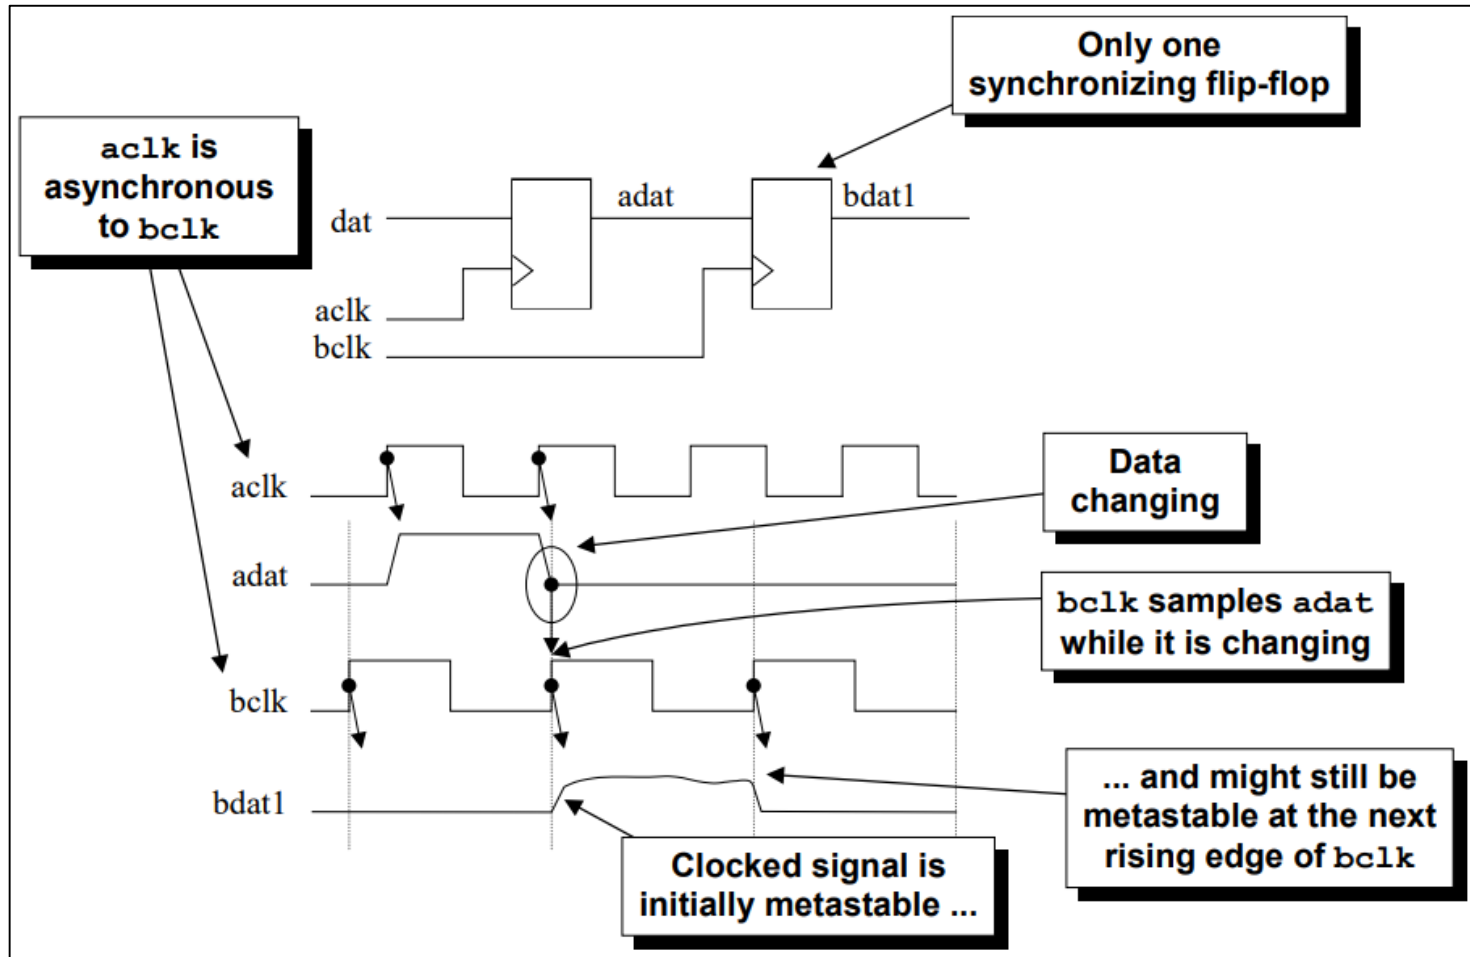 Only one
synchronizing flip-flop
aclk is
asynchronous
to bclk
dat
adat
bdat1
aclk
bclk
aclk
Data
changing
adat
bclk samples adat
while it is changing
bclk
... and might still be
metastable at the next
rising edge of bclk
bdat1
Clocked signal is
initially metastable ...